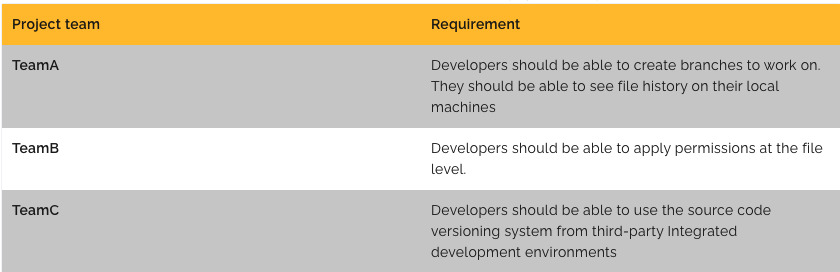 Project team Requirement
TeamA Developers should be able to create branches to work on.
They should be able to see file history on their local
machines
TeamB Developers should be able to apply permissions at the file
level.
TeamC Developers should be able to use the source code
versioning system from third-party Integrated
development environments